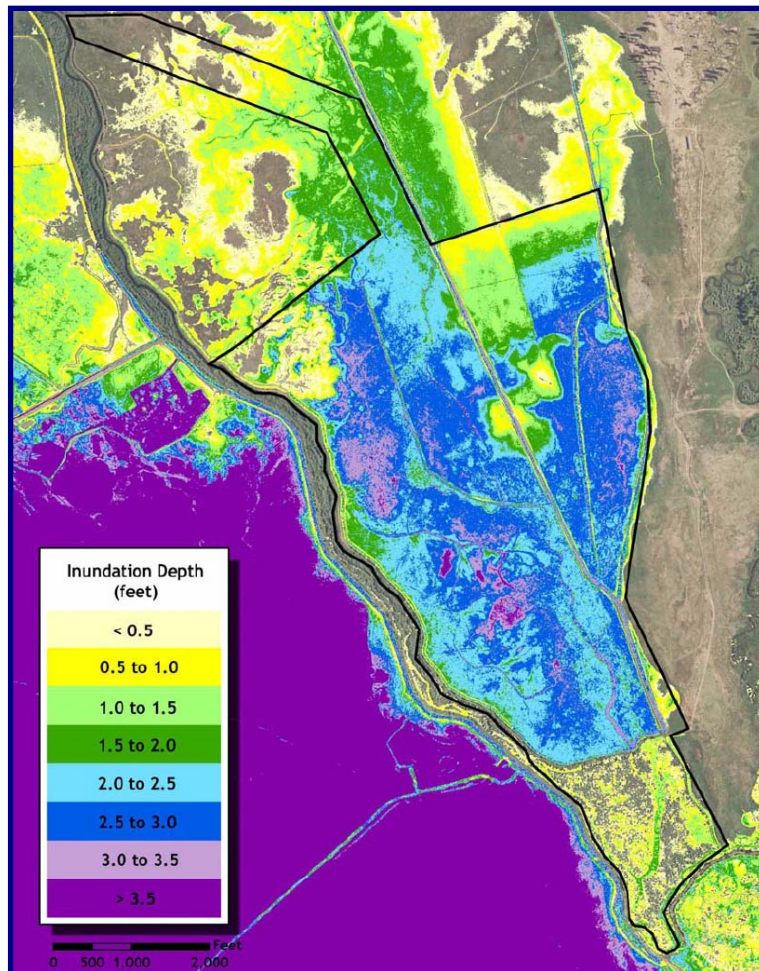 Inundation Depth
(feet)
< 0.5
0.5 to 1.0
1.0 to 1.5
1.5 to 2.0
2.0 to 2.5
2.5 to 3.0
3.0 to 3.5
> 3.5
Feet
0 500 1,000 2,000